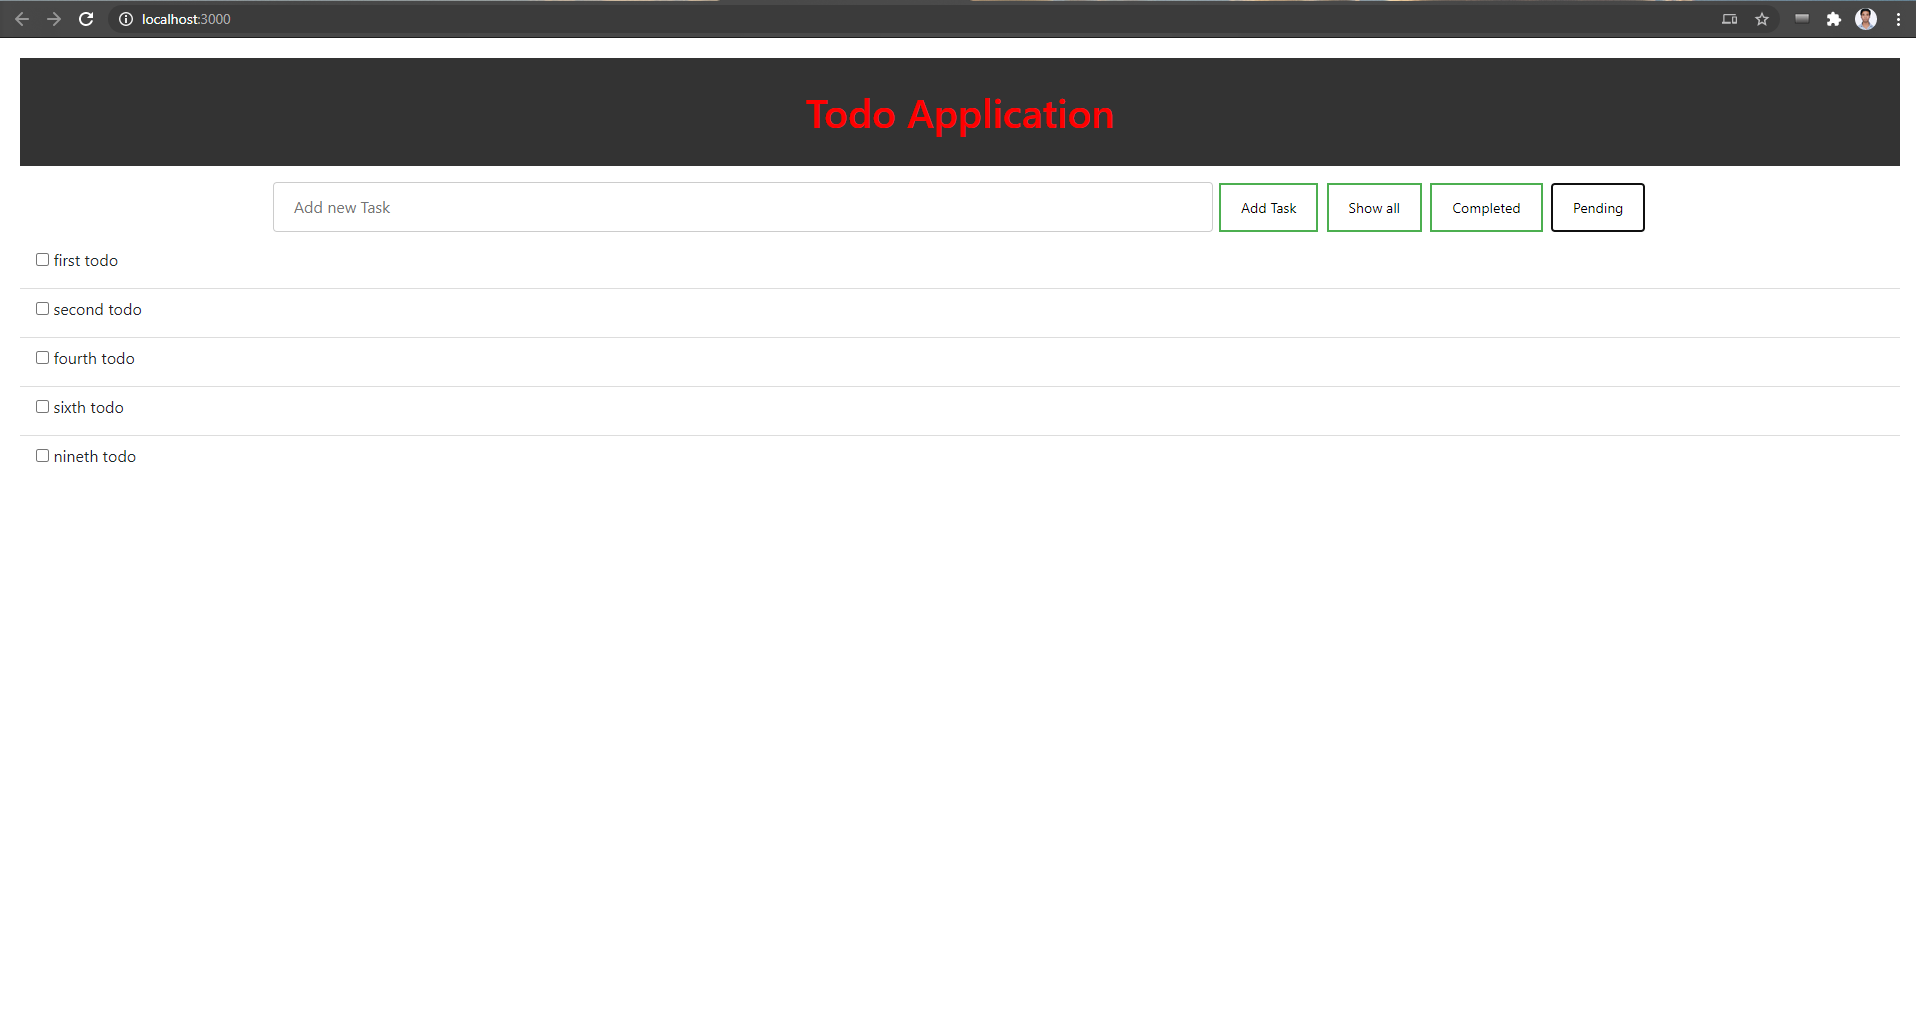 localhost:3000
Todo Application
Add new Task Add Task Show all Completed Pending
first todo
second todo
fourth todo
sixth todo
nineth todo